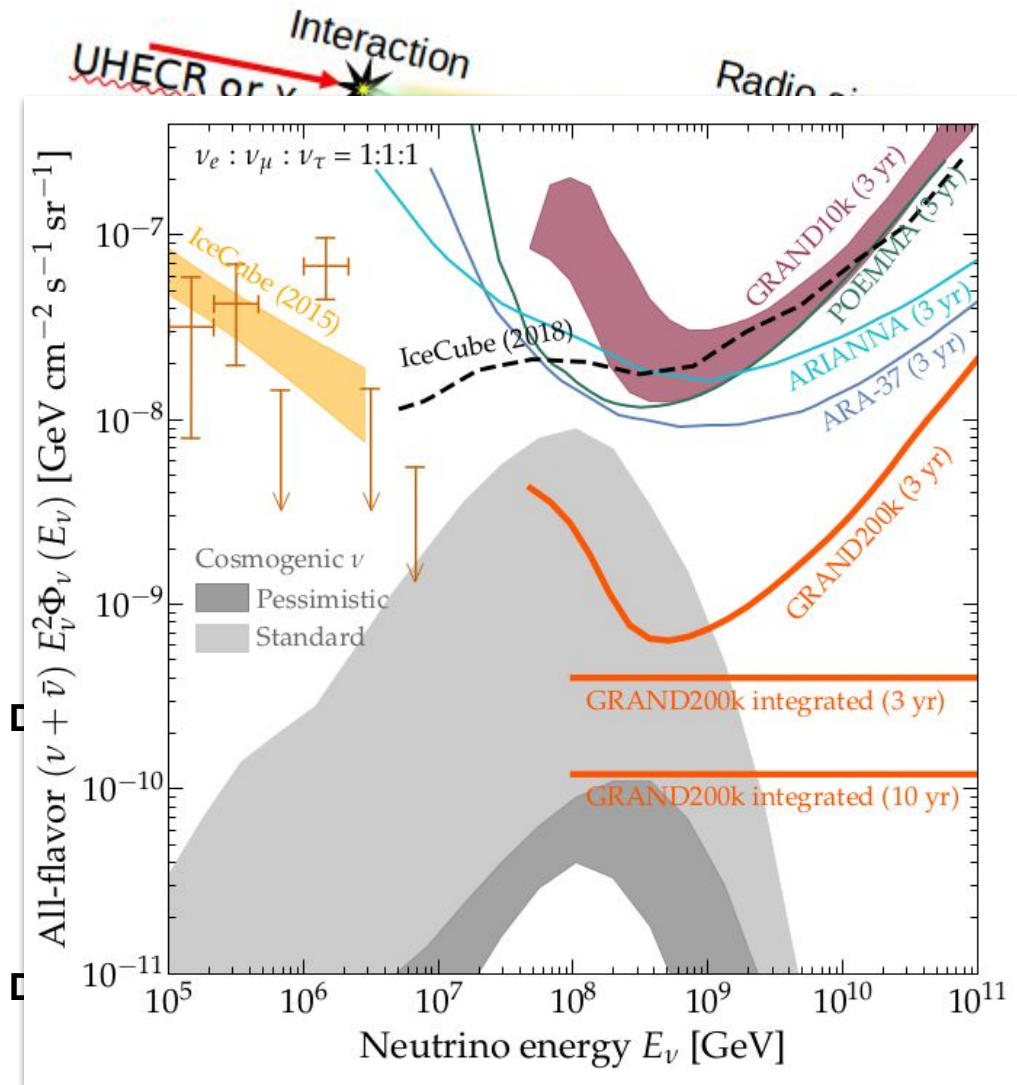 Interaction
UHECR or
Radio
νe : νμ : ντ = 1:1:1
All-flavor (ν + ν̄) Eν²Φν (Eν) [GeV cm−2 s−1 sr−1]
10−7
10−8
10−9
10−10
10−11
IceCube (2015)
IceCube (2018)
GRAND10k (3 yr)
POEMMA (3 yr)
ARIANNA (3 yr)
ARA-37 (3 yr)
GRAND200k (3 yr)
Cosmogenic ν
Pessimistic
Standard
GRAND200k integrated (3 yr)
GRAND200k integrated (10 yr)
10⁵ 10⁶ 10⁷ 10⁸ 10⁹ 10¹⁰ 10¹¹
Neutrino energy Eν [GeV]